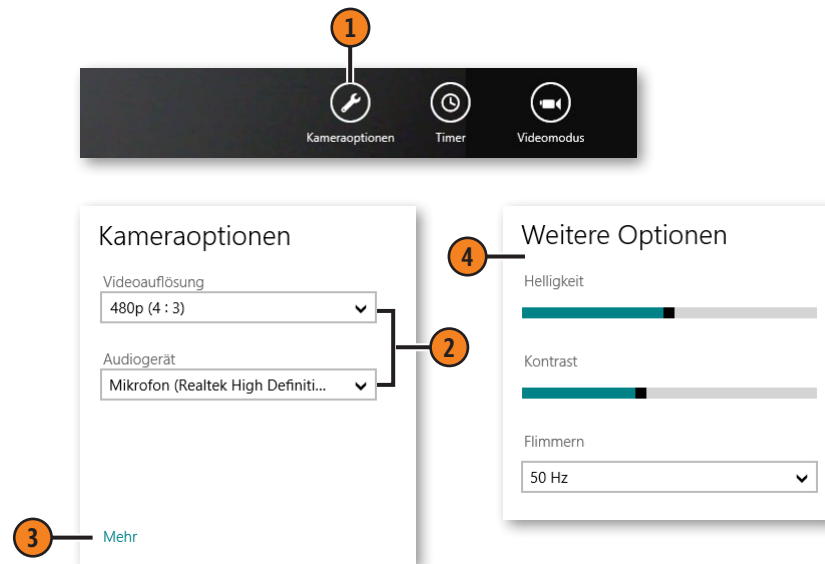 1
Kameraoptionen Timer Videomodus
Kameraoptionen
Videoauflösung
480p (4 : 3)
2
Audiogerät
Mikrofon (Realtek High Definiti...
3 Mehr
Weitere Optionen
4
Helligkeit
Kontrast
Flimmern
50 Hz